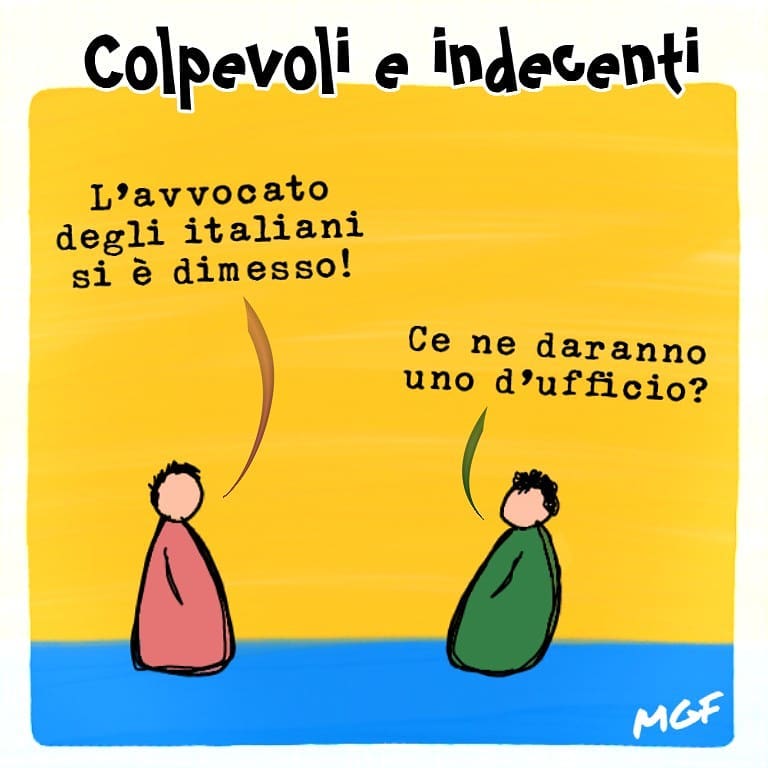 Colpevoli e indecenti
L'avvocato
degli italiani
si è dimesso!
Ce ne daranno
uno d'ufficio?
MGF